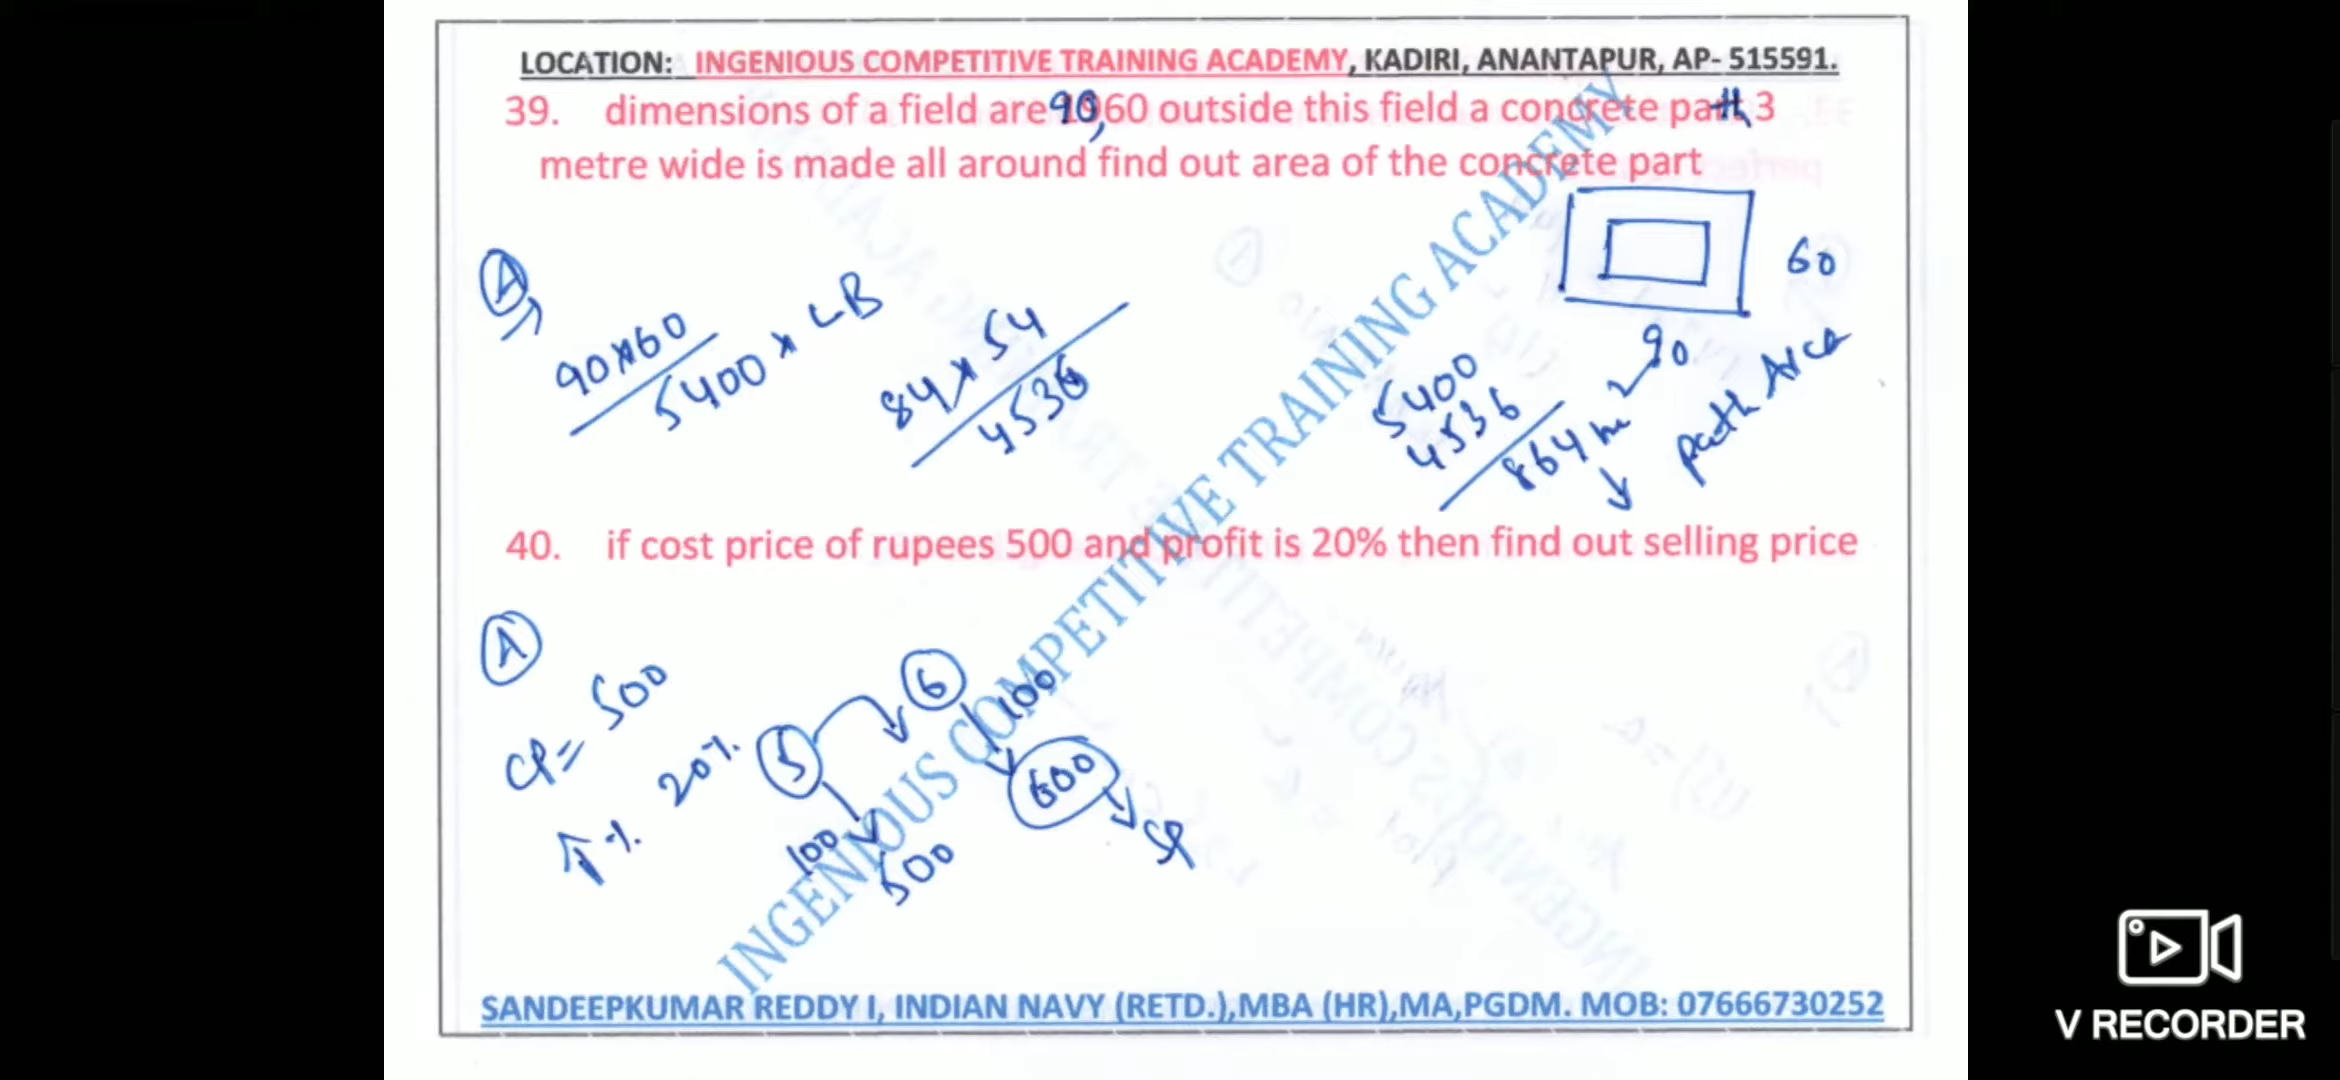 LOCATION: INGENIOUS COMPETITIVE TRAINING ACADEMY, KADIRI, ANANTAPUR, AP- 515591.
39. dimensions of a field are 90, 60 outside this field a concrete path 3
metre wide is made all around find out area of the concrete part
A
90×60
5400 × LB
84 × 54
4536
60
90
5400
4536
864 m²
path Area
40. if cost price of rupees 500 and profit is 20% then find out selling price
A
CP = 500
↑% 20%
5
6
100
500
100
600
SP
INGENIOUS COMPETITIVE TRAINING ACADEMY
SANDEEPKUMAR REDDY I, INDIAN NAVY (RETD.),MBA (HR),MA,PGDM. MOB: 07666730252
V RECORDER